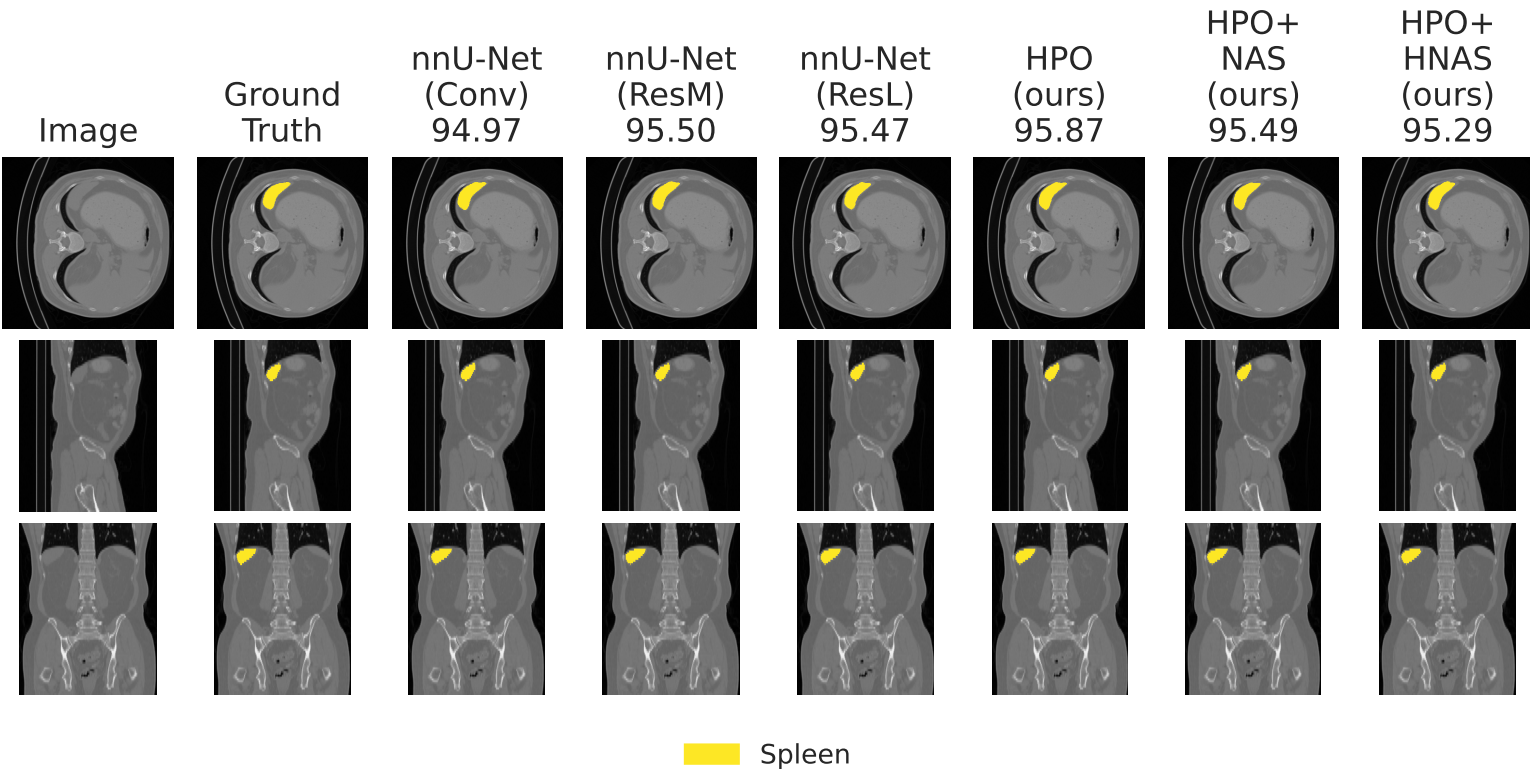 Image
Ground
Truth
nnU-Net
(Conv)
94.97
nnU-Net
(ResM)
95.50
nnU-Net
(ResL)
95.47
HPO
(ours)
95.87
HPO+
NAS
(ours)
95.49
HPO+
HNAS
(ours)
95.29
Spleen